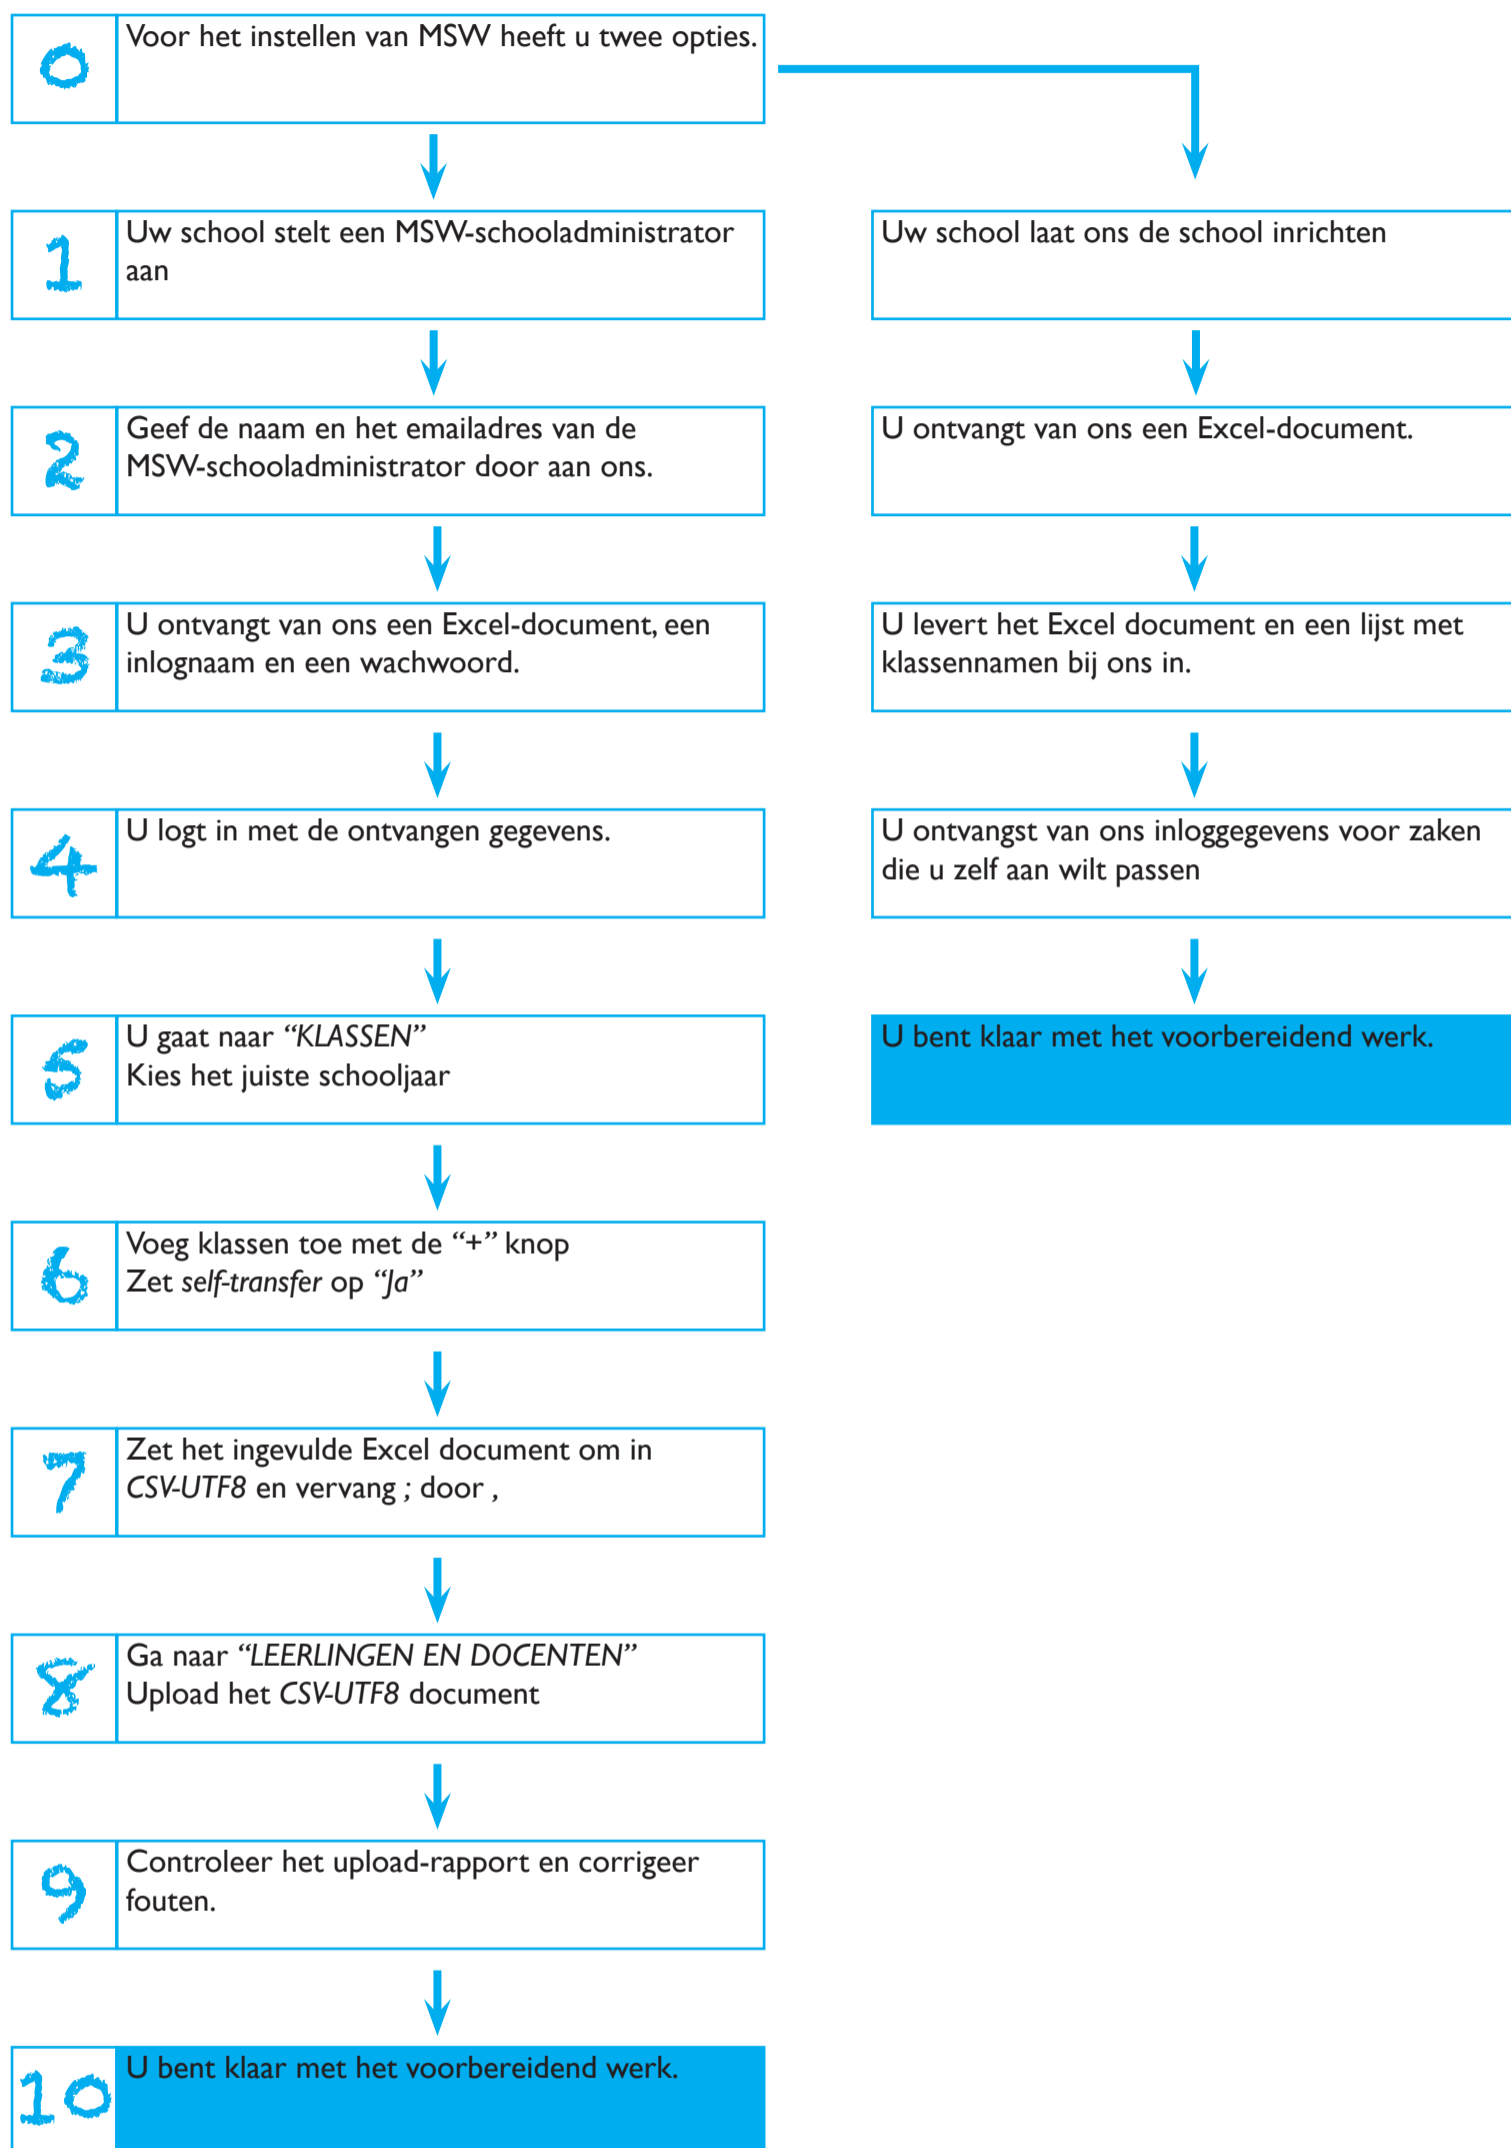 0
Voor het instellen van MSW heeft u twee opties.
1
Uw school stelt een MSW-schooladministrator
aan
Uw school laat ons de school inrichten
2
Geef de naam en het emailadres van de
MSW-schooladministrator door aan ons.
U ontvangt van ons een Excel-document.
3
U ontvangt van ons een Excel-document, een
inlognaam en een wachwoord.
U levert het Excel document en een lijst met
klassennamen bij ons in.
4
U logt in met de ontvangen gegevens.
U ontvangst van ons inloggegevens voor zaken
die u zelf aan wilt passen
5
U gaat naar “KLASSEN”
Kies het juiste schooljaar
U bent klaar met het voorbereidend werk.
6
Voeg klassen toe met de “+” knop
Zet self-transfer op “Ja”
7
Zet het ingevulde Excel document om in
CSV-UTF8 en vervang ; door ,
8
Ga naar “LEERLINGEN EN DOCENTEN”
Upload het CSV-UTF8 document
9
Controleer het upload-rapport en corrigeer
fouten.
10
U bent klaar met het voorbereidend werk.